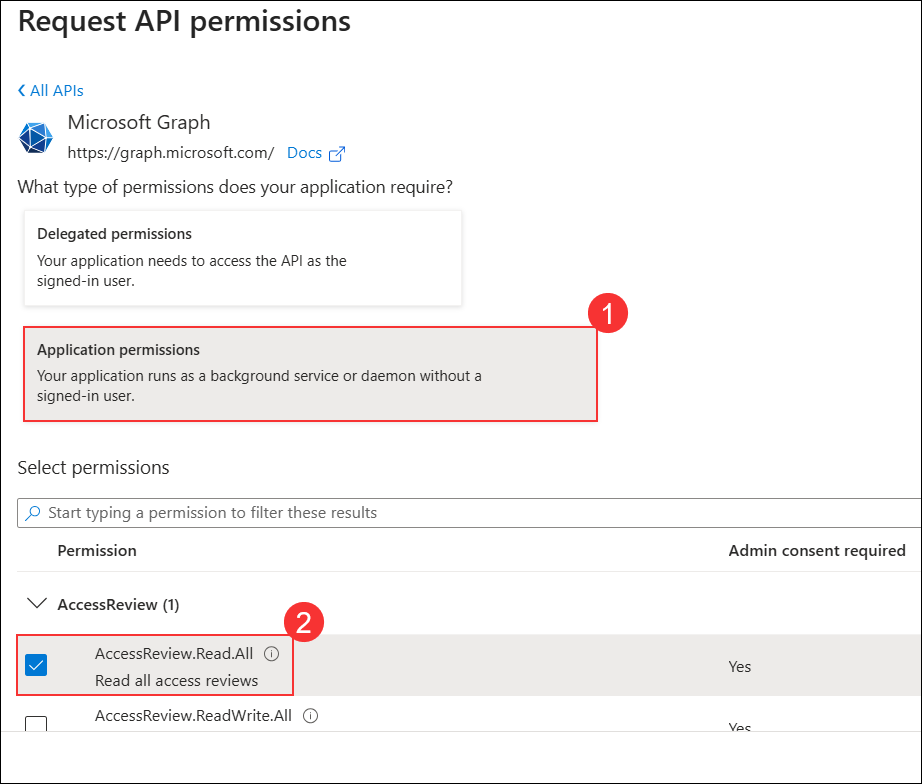 Request API permissions
All APIs
Microsoft Graph
https://graph.microsoft.com/ Docs
What type of permissions does your application require?
Delegated permissions
Your application needs to access the API as the
signed-in user.
1
Application permissions
Your application runs as a background service or daemon without a
signed-in user.
Select permissions
Start typing a permission to filter these results
Permission Admin consent required
AccessReview (1)
2
AccessReview.Read.All
Read all access reviews
Yes
AccessReview.ReadWrite.All
Yes